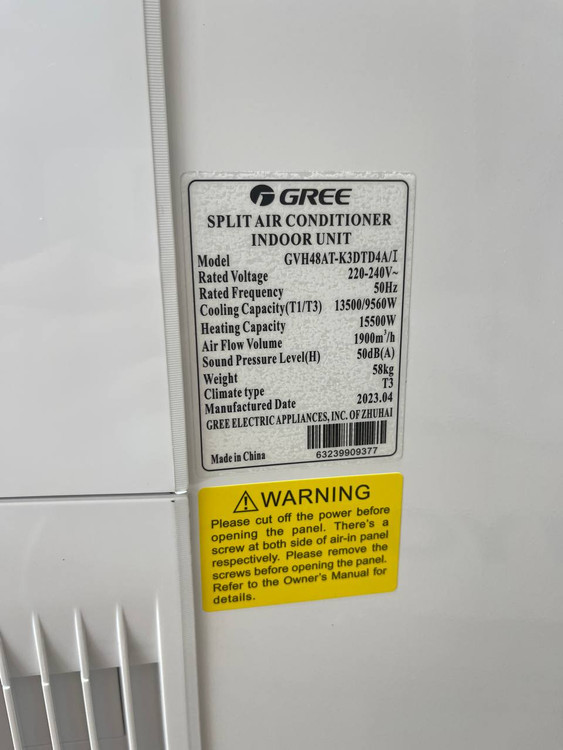 GREE
SPLIT AIR CONDITIONER
INDOOR UNIT
Model GVH48AT-K3DTD4A/I
Rated Voltage 220-240V~
Rated Frequency 50Hz
Cooling Capacity(T1/T3) 13500/9560W
Heating Capacity 15500W
Air Flow Volume 1900m³/h
Sound Pressure Level(H) 50dB(A)
Weight 58kg
Climate type T3
Manufactured Date 2023.04
GREE ELECTRIC APPLIANCES, INC. OF ZHUHAI
Made in China 63239909377
WARNING
Please cut off the power before
opening the panel. There's a
screw at both side of air-in panel
respectively. Please remove the
screws before opening the panel.
Refer to the Owner's Manual for
details.